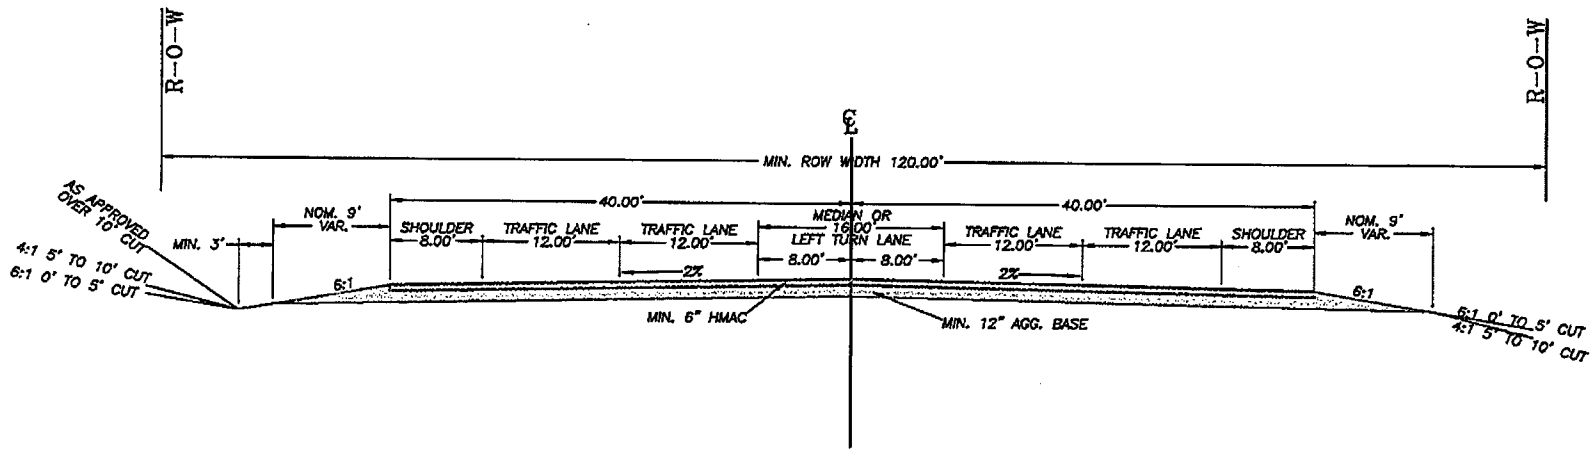 R-O-W
R-O-W
℄
MIN. ROW WIDTH 120.00'
AS APPROVED
OVER 10' CUT
4:1 5' TO 10' CUT
6:1 0' TO 5' CUT
MIN. 3'
NOM. 9'
VAR.
6:1
40.00'
40.00'
SHOULDER
8.00'
TRAFFIC LANE
12.00'
TRAFFIC LANE
12.00'
MEDIAN OR
16.00'
LEFT TURN LANE
8.00'
8.00'
TRAFFIC LANE
12.00'
TRAFFIC LANE
12.00'
SHOULDER
8.00'
NOM. 9'
VAR.
2%
2%
6:1
MIN. 6" HMAC
MIN. 12" AGG. BASE
6:1 0' TO 5' CUT
4:1 5' TO 10' CUT